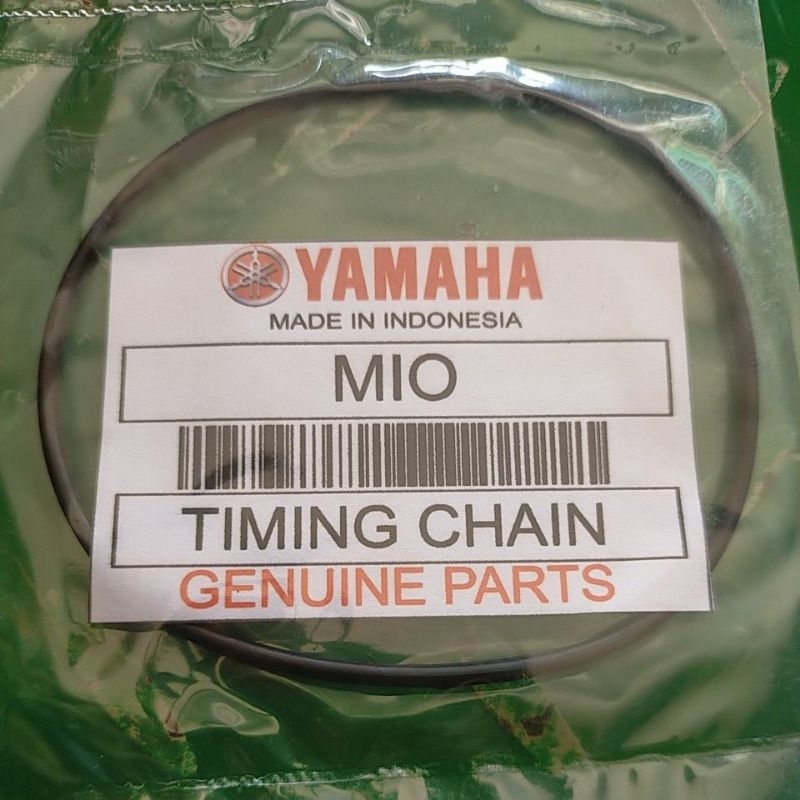 YAMAHA
MADE IN INDONESIA
MIO
TIMING CHAIN
GENUINE PARTS